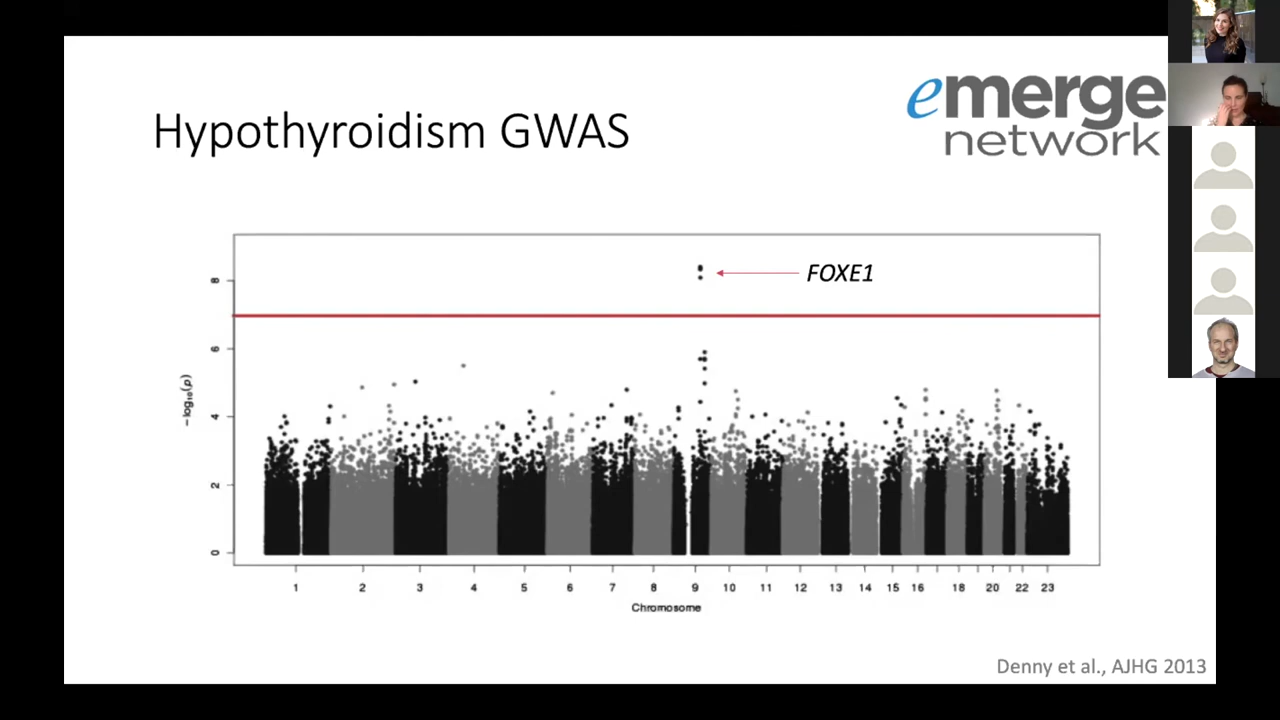 Hypothyroidism GWAS
emerge
network
FOXE1
8
6
4
2
0
-log10(p)
1 2 3 4 5 6 7 8 9 10 11 12 13 14 15 16 18 20 22 23
Chromosome
Denny et al., AJHG 2013